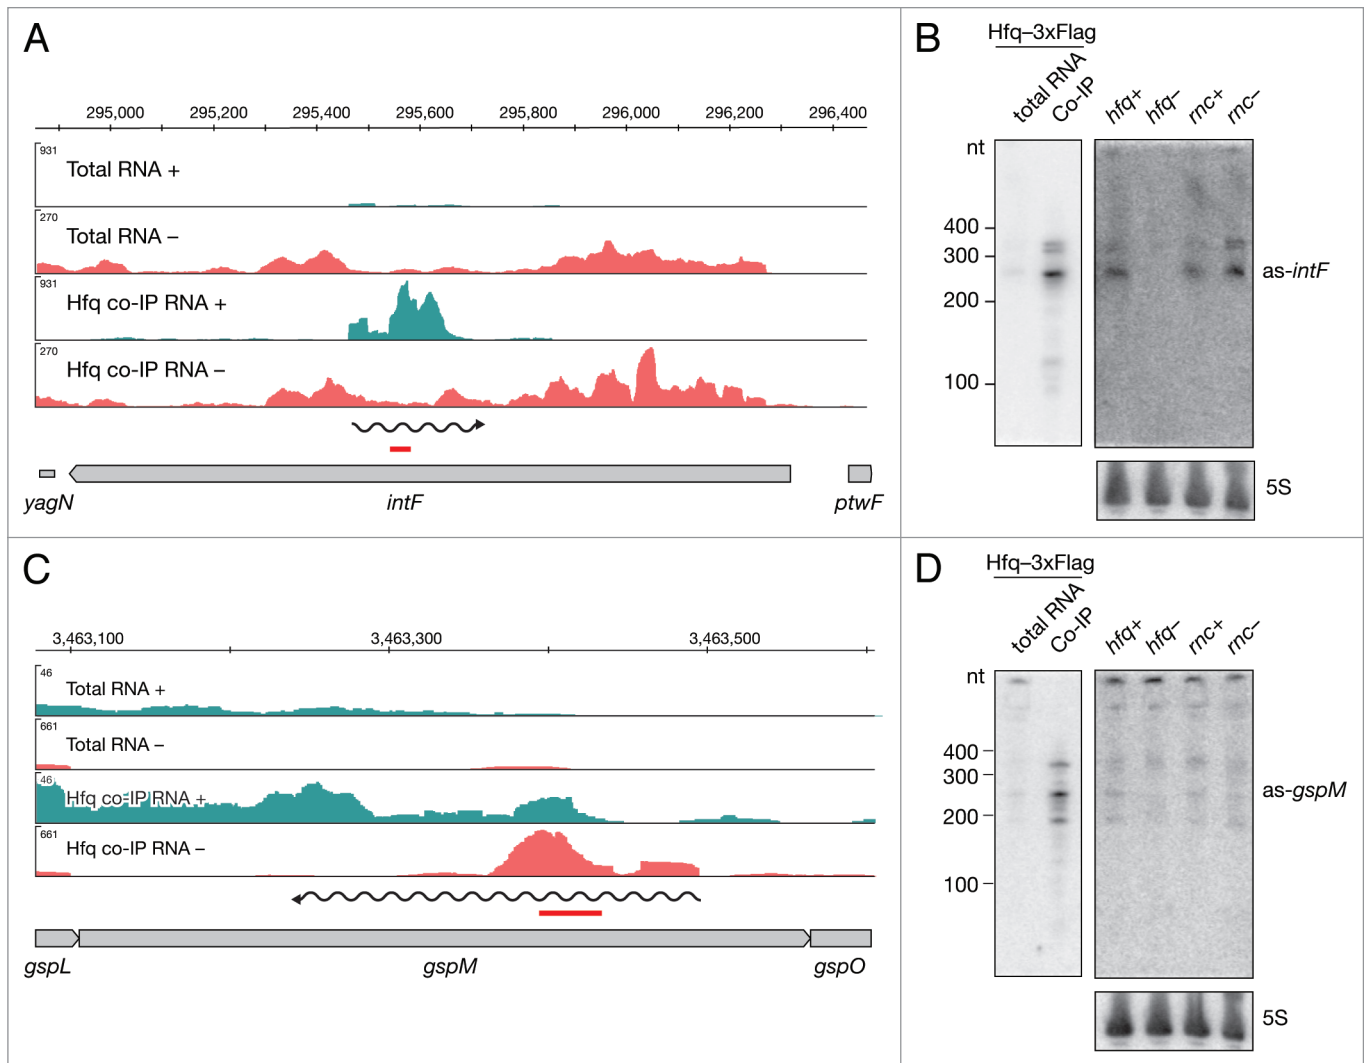 A
295,000 295,200 295,400 295,600 295,800 296,000 296,200 296,400
931
Total RNA +
270
Total RNA –
931
Hfq co-IP RNA +
270
Hfq co-IP RNA –
yagN intF ptwF
B
Hfq–3xFlag
total RNA
Co-IP
hfq+
hfq–
rnc+
rnc–
nt
400
300
200
100
as-intF
5S
C
3,463,100 3,463,300 3,463,500
46
Total RNA +
661
Total RNA –
46
Hfq co-IP RNA +
661
Hfq co-IP RNA –
gspL gspM gspO
D
Hfq–3xFlag
total RNA
Co-IP
hfq+
hfq–
rnc+
rnc–
nt
400
300
200
100
as-gspM
5S